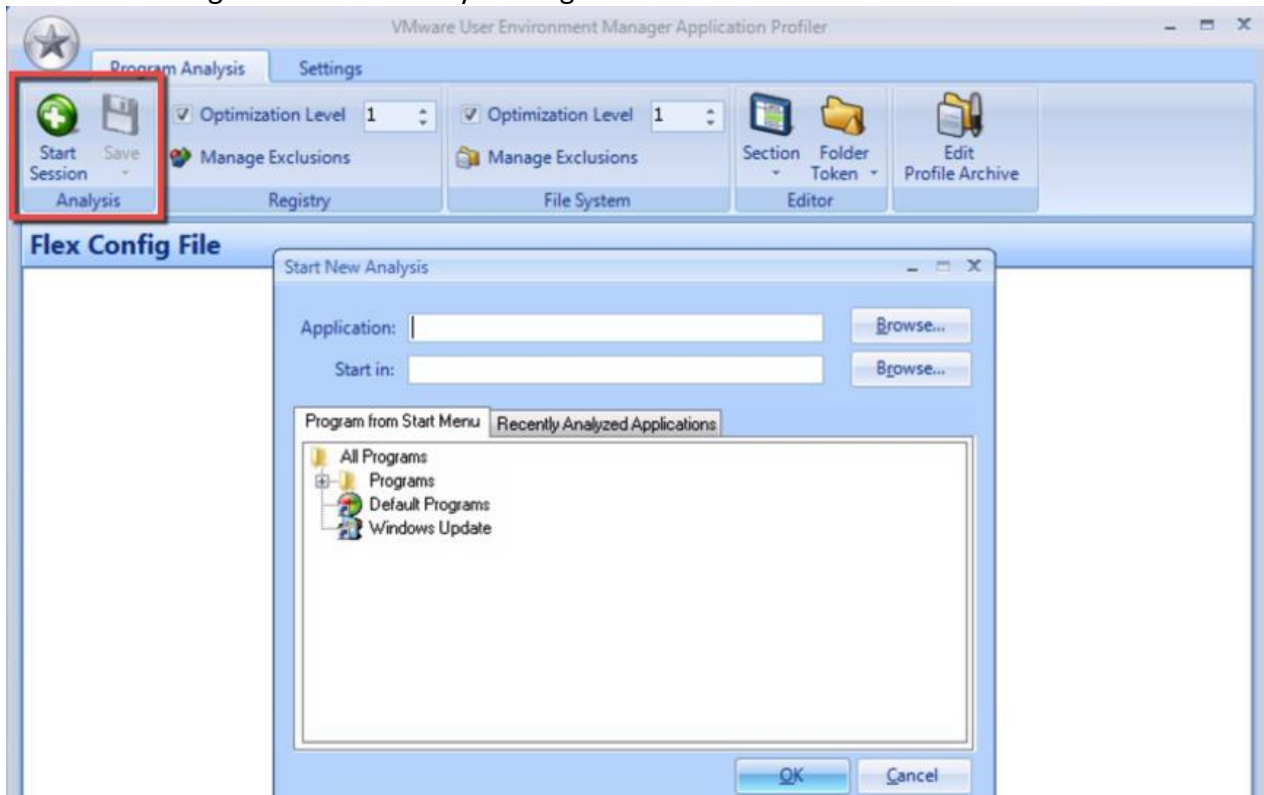 VMware User Environment Manager Application Profiler
Program Analysis Settings
Optimization Level 1 Optimization Level 1
Start Session Save Manage Exclusions Manage Exclusions Section Folder Token Edit Profile Archive
Analysis Registry File System Editor
Flex Config File
Start New Analysis
Application: Browse...
Start in: Browse...
Program from Start Menu Recently Analyzed Applications
All Programs
Programs
Default Programs
Windows Update
OK Cancel